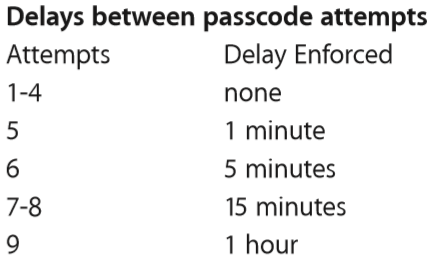 Delays between passcode attempts
Attempts Delay Enforced
1-4 none
5 1 minute
6 5 minutes
7-8 15 minutes
9 1 hour